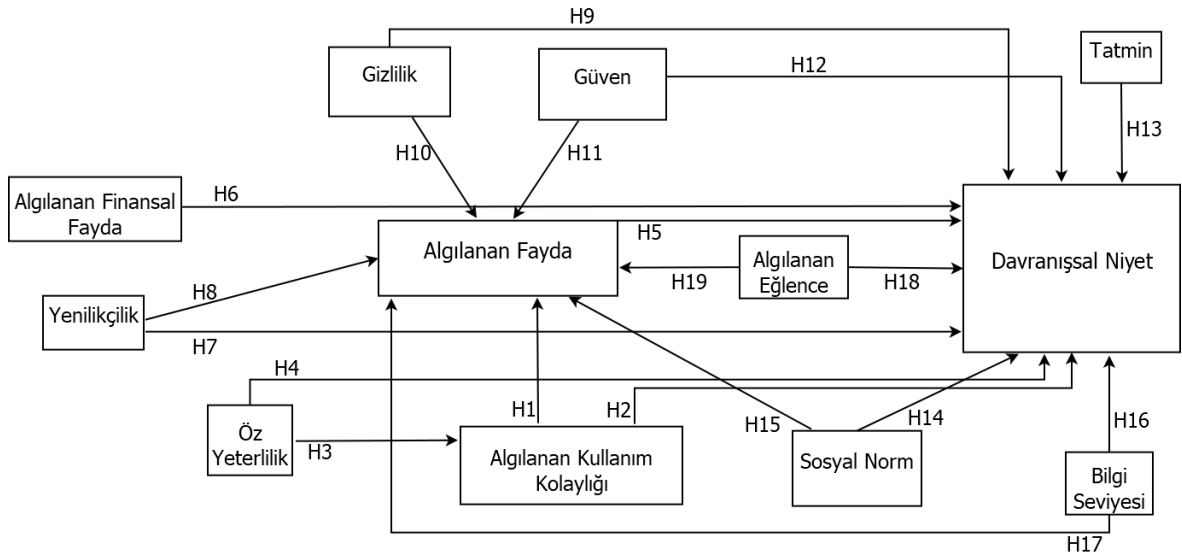 H9
Gizlilik
Güven
H12
Tatmin
H13
H10
H11
Algılanan Finansal
Fayda
H6
Algılanan Fayda
H5
Algılanan
Eğlence
H19
H18
Davranışsal Niyet
H8
Yenilikçilik
H7
H4
Öz
Yeterlilik
H3
H1
H2
Algılanan Kullanım
Kolaylığı
H15
H14
Sosyal Norm
H16
Bilgi
Seviyesi
H17